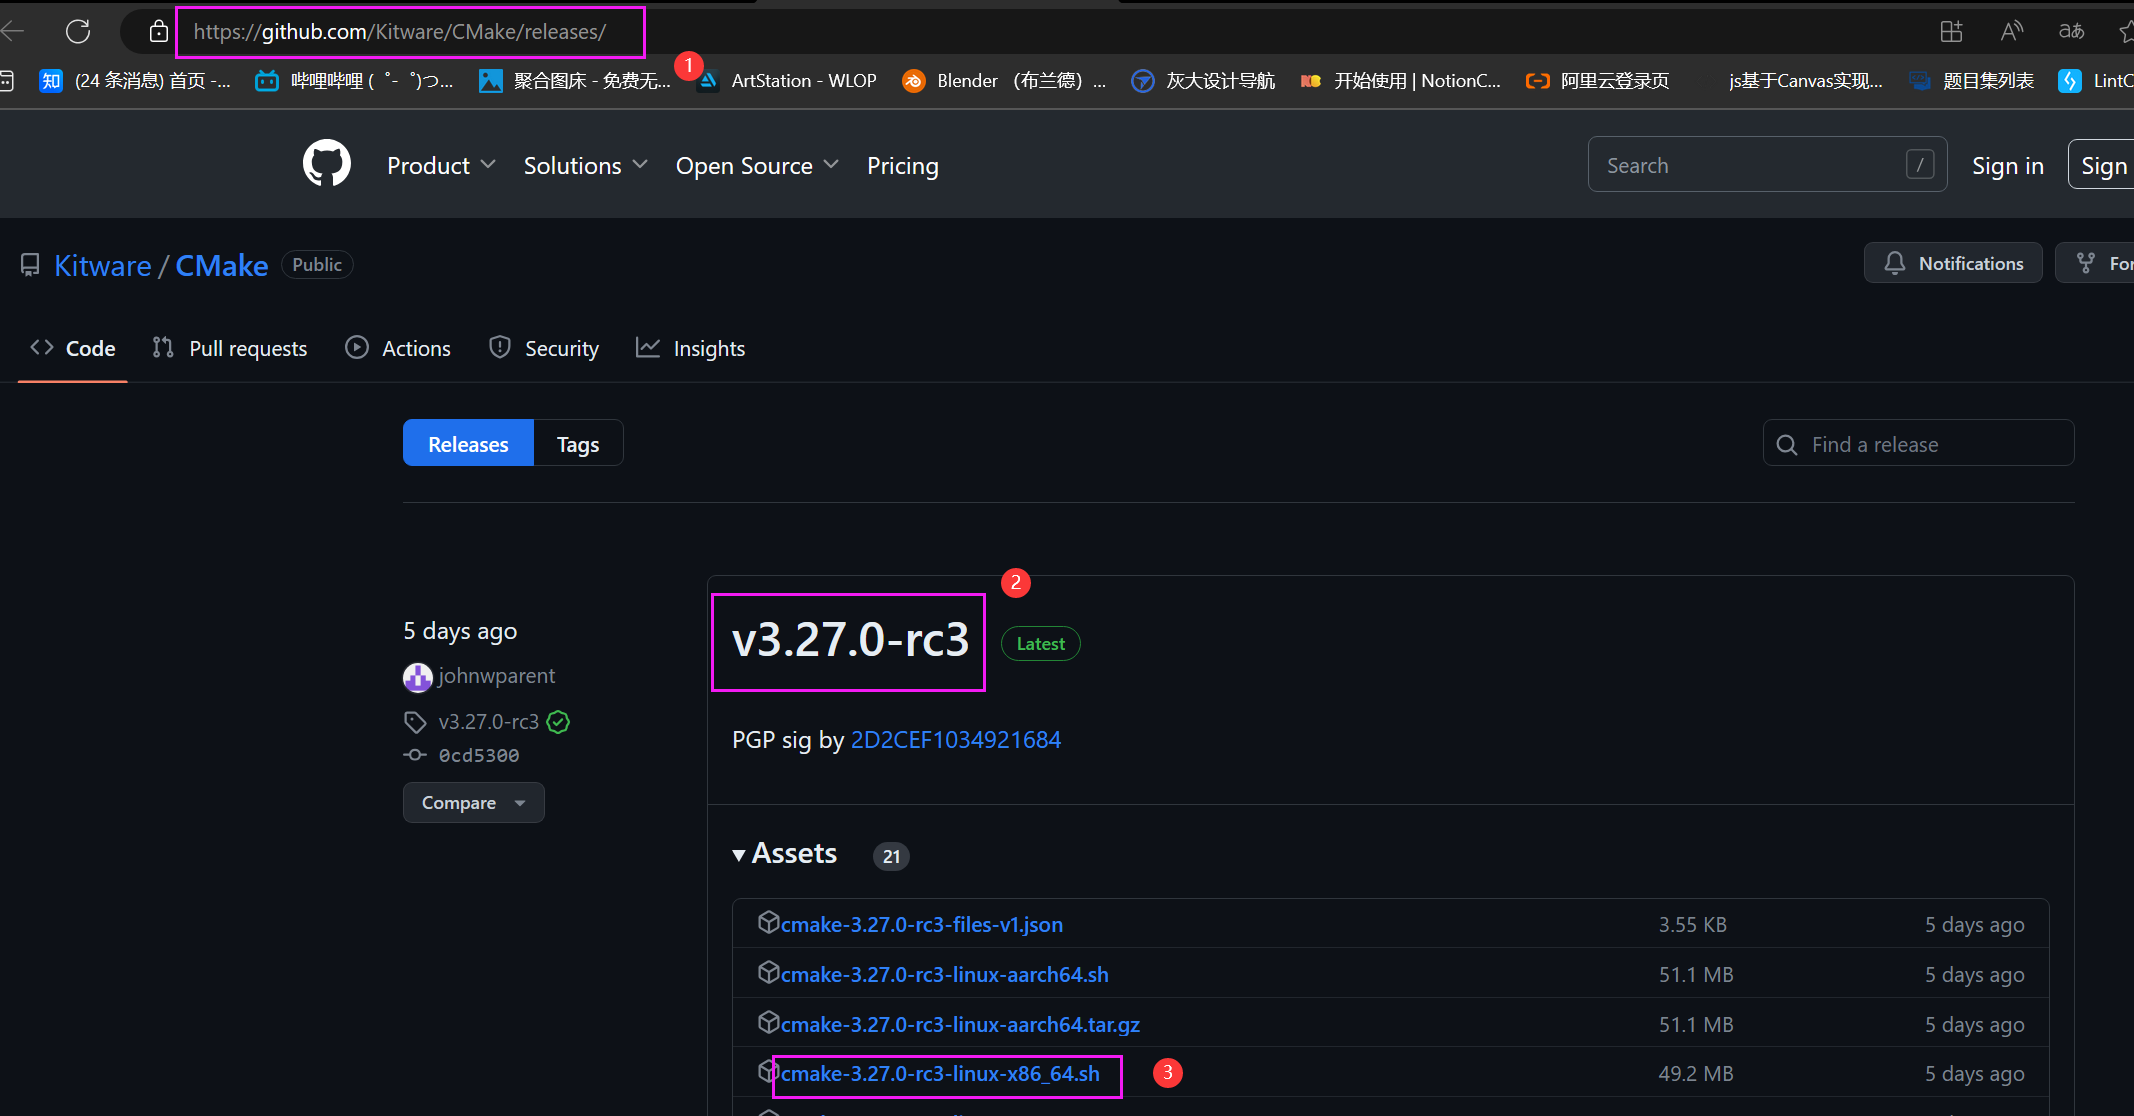 https://github.com/Kitware/CMake/releases/
1
(24 条消息) 首页 -... 哔哩哔哩 (゜-゜)つ... 聚合图床 - 免费无... ArtStation - WLOP Blender （布兰德）... 灰大设计导航 开始使用 | NotionC... 阿里云登录页 js基于Canvas实现... 题目集列表 LintC
Product Solutions Open Source Pricing Search / Sign in Sign
Kitware / CMake Public Notifications For
Code Pull requests Actions Security Insights
Releases Tags Find a release
2
5 days ago
v3.27.0-rc3 Latest
johnwparent
v3.27.0-rc3
PGP sig by 2D2CEF1034921684
0cd5300
Compare
Assets 21
cmake-3.27.0-rc3-files-v1.json 3.55 KB 5 days ago
cmake-3.27.0-rc3-linux-aarch64.sh 51.1 MB 5 days ago
cmake-3.27.0-rc3-linux-aarch64.tar.gz 51.1 MB 5 days ago
cmake-3.27.0-rc3-linux-x86_64.sh 3 49.2 MB 5 days ago